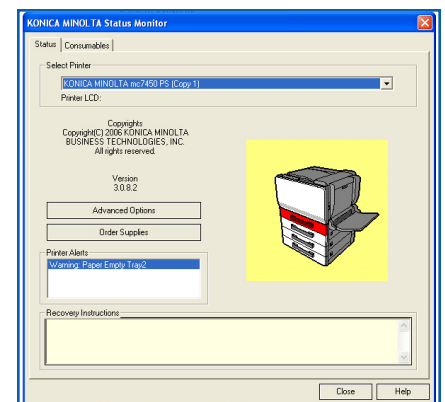 KONICA MINOLTA Status Monitor
Status
Consumables
Select Printer
KONICA MINOLTA mc7450 PS (Copy 1)
Printer LCD:
Copyrights
Copyright(C) 2006 KONICA MINOLTA
BUSINESS TECHNOLOGIES, INC.
All rights reserved.
Version
3.0.8.2
Advanced Options
Order Supplies
Printer Alerts
Warning: Paper Empty Tray2
Recovery Instructions
Close
Help